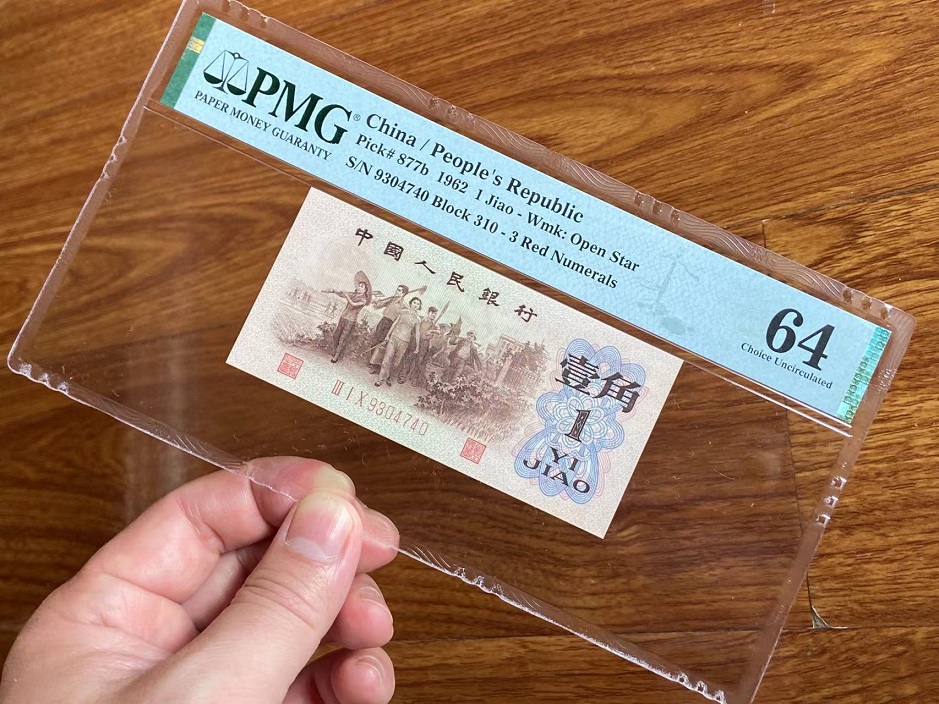 PMG®
PAPER MONEY GUARANTY
China / People's Republic
Pick# 877b 1962 1 Jiao - Wmk: Open Star
S/N 9304740 Block 310 - 3 Red Numerals
64
Choice Uncirculated
中國人民銀行
壹角
1
YI
JIAO
Ⅲ Ⅰ Ⅹ 9304740